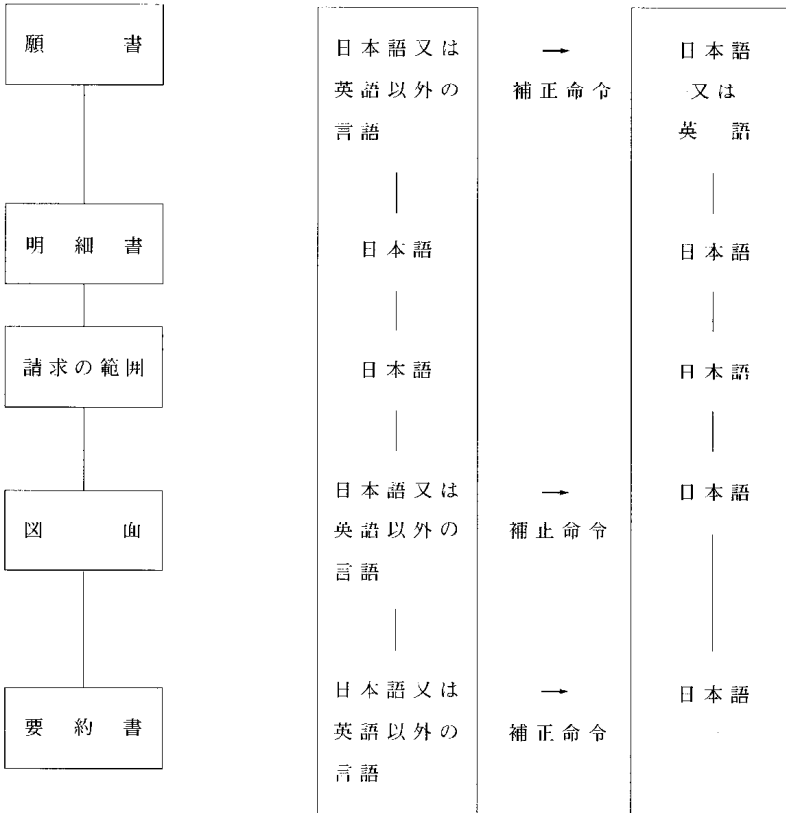 願書
日本語又は
英語以外の
言語
→
補正命令
日本語
又は
英語
明細書
日本語
日本語
請求の範囲
日本語
日本語
図面
日本語又は
英語以外の
言語
→
補正命令
日本語
要約書
日本語又は
英語以外の
言語
→
補正命令
日本語